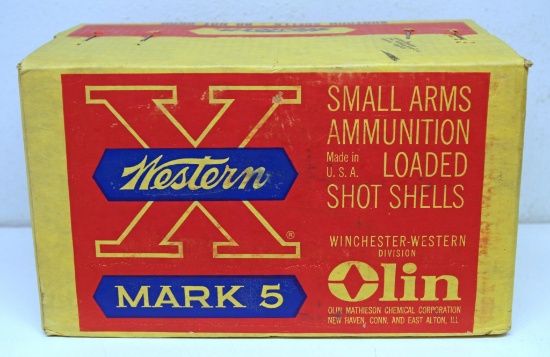 X
Western
®
MARK 5
SMALL ARMS
AMMUNITION
Made in
U. S. A.
LOADED
SHOT SHELLS
WINCHESTER-WESTERN
DIVISION
Olin
OLIN MATHIESON CHEMICAL CORPORATION
NEW HAVEN, CONN. AND EAST ALTON, ILL.